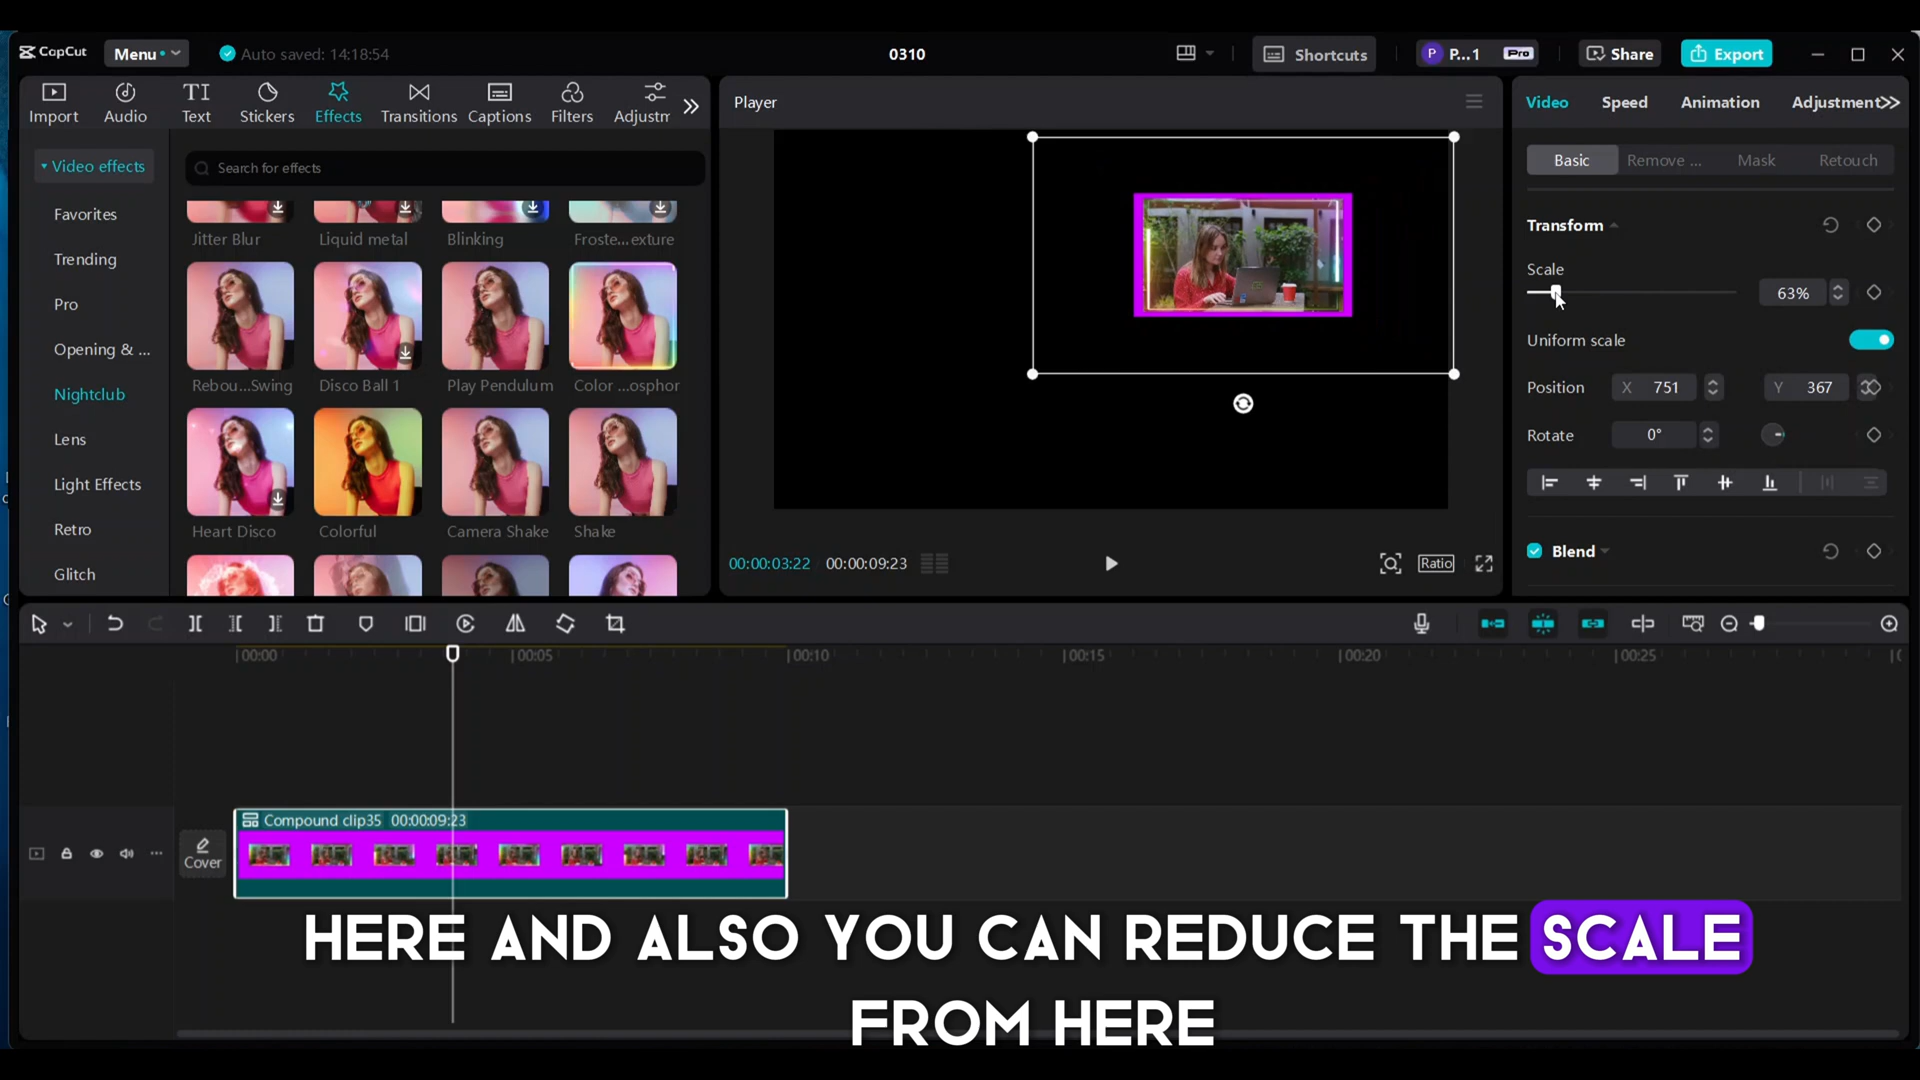 CapCut
Menu
Auto saved: 14:18:54
0310
Shortcuts
P P...1 Pro
Share
Export
Import
Audio
Text
Stickers
Effects
Transitions
Captions
Filters
Adjustm
Player
Video
Speed
Animation
Adjustment
Video effects
Search for effects
Basic
Remove ...
Mask
Retouch
Favorites
Trending
Pro
Opening & ...
Nightclub
Lens
Light Effects
Retro
Glitch
Jitter Blur
Liquid metal
Blinking
Froste...exture
Rebou...Swing
Disco Ball 1
Play Pendulum
Color ...osphor
Heart Disco
Colorful
Camera Shake
Shake
Transform
Scale
63%
Uniform scale
Position
X 751
Y 367
Rotate
0°
Blend
00:00:03:22 00:00:09:23
Ratio
00:00
00:05
00:10
00:15
00:20
00:25
Compound clip35 00:00:09:23
Cover
HERE AND ALSO YOU CAN REDUCE THE SCALE
FROM HERE